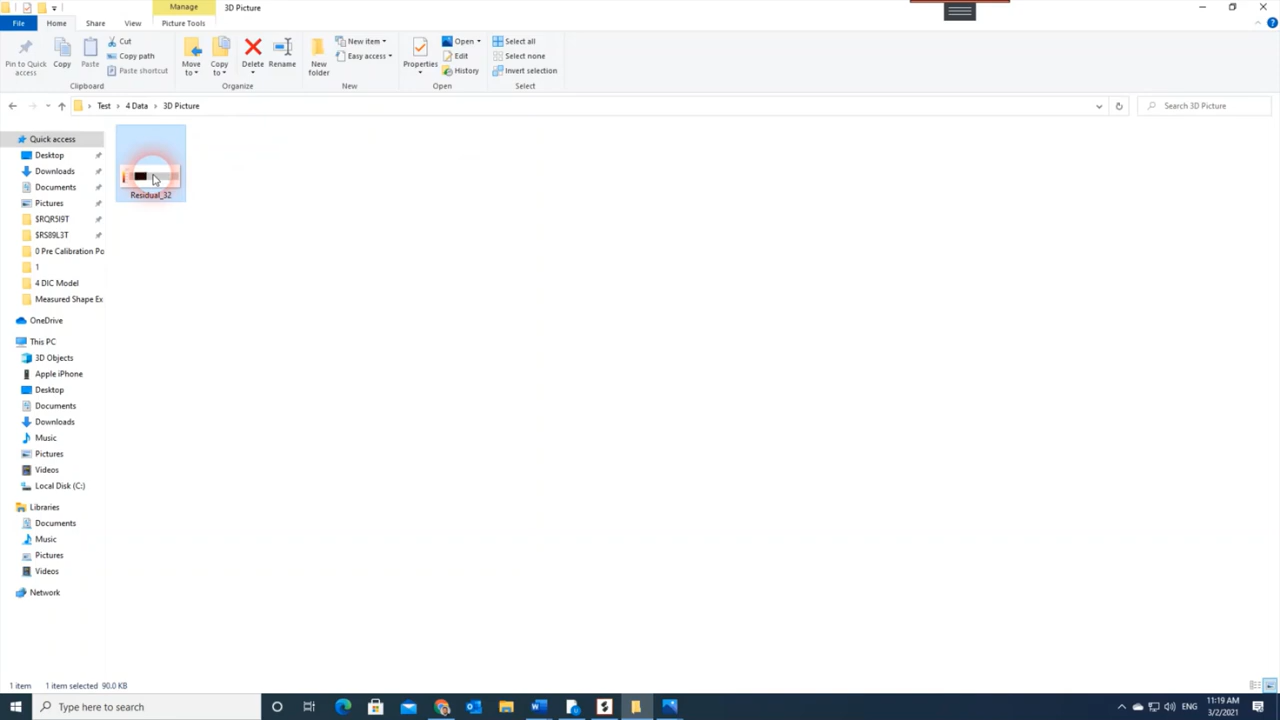 Manage
3D Picture
File
Home
Share
View
Picture Tools
Pin to Quick access
Copy
Paste
Cut
Copy path
Paste shortcut
Clipboard
Move to
Copy to
Delete
Rename
Organize
New folder
New item
Easy access
New
Properties
Open
Edit
History
Open
Select all
Select none
Invert selection
Select
Test > 4 Data > 3D Picture
Search 3D Picture
Quick access
Desktop
Downloads
Documents
Pictures
$RQR5I9T
$RS89L3T
0 Pre Calibration Po
1
4 DIC Model
Measured Shape Ex
OneDrive
This PC
3D Objects
Apple iPhone
Desktop
Documents
Downloads
Music
Pictures
Videos
Local Disk (C:)
Libraries
Documents
Music
Pictures
Videos
Network
Residual_32
1 item
1 item selected 90.0 KB
Type here to search
ENG
11:19 AM
3/2/2021